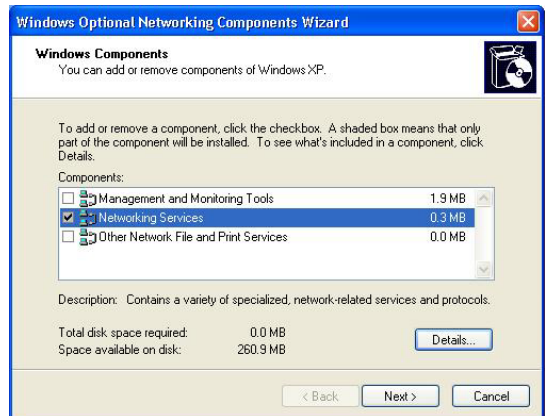 Windows Optional Networking Components Wizard
Windows Components
You can add or remove components of Windows XP.
To add or remove a component, click the checkbox. A shaded box means that only
part of the component will be installed. To see what's included in a component, click
Details.
Components:
Management and Monitoring Tools 1.9 MB
Networking Services 0.3 MB
Other Network File and Print Services 0.0 MB
Description: Contains a variety of specialized, network-related services and protocols.
Total disk space required: 0.0 MB
Space available on disk: 260.9 MB
Details...
< Back Next > Cancel